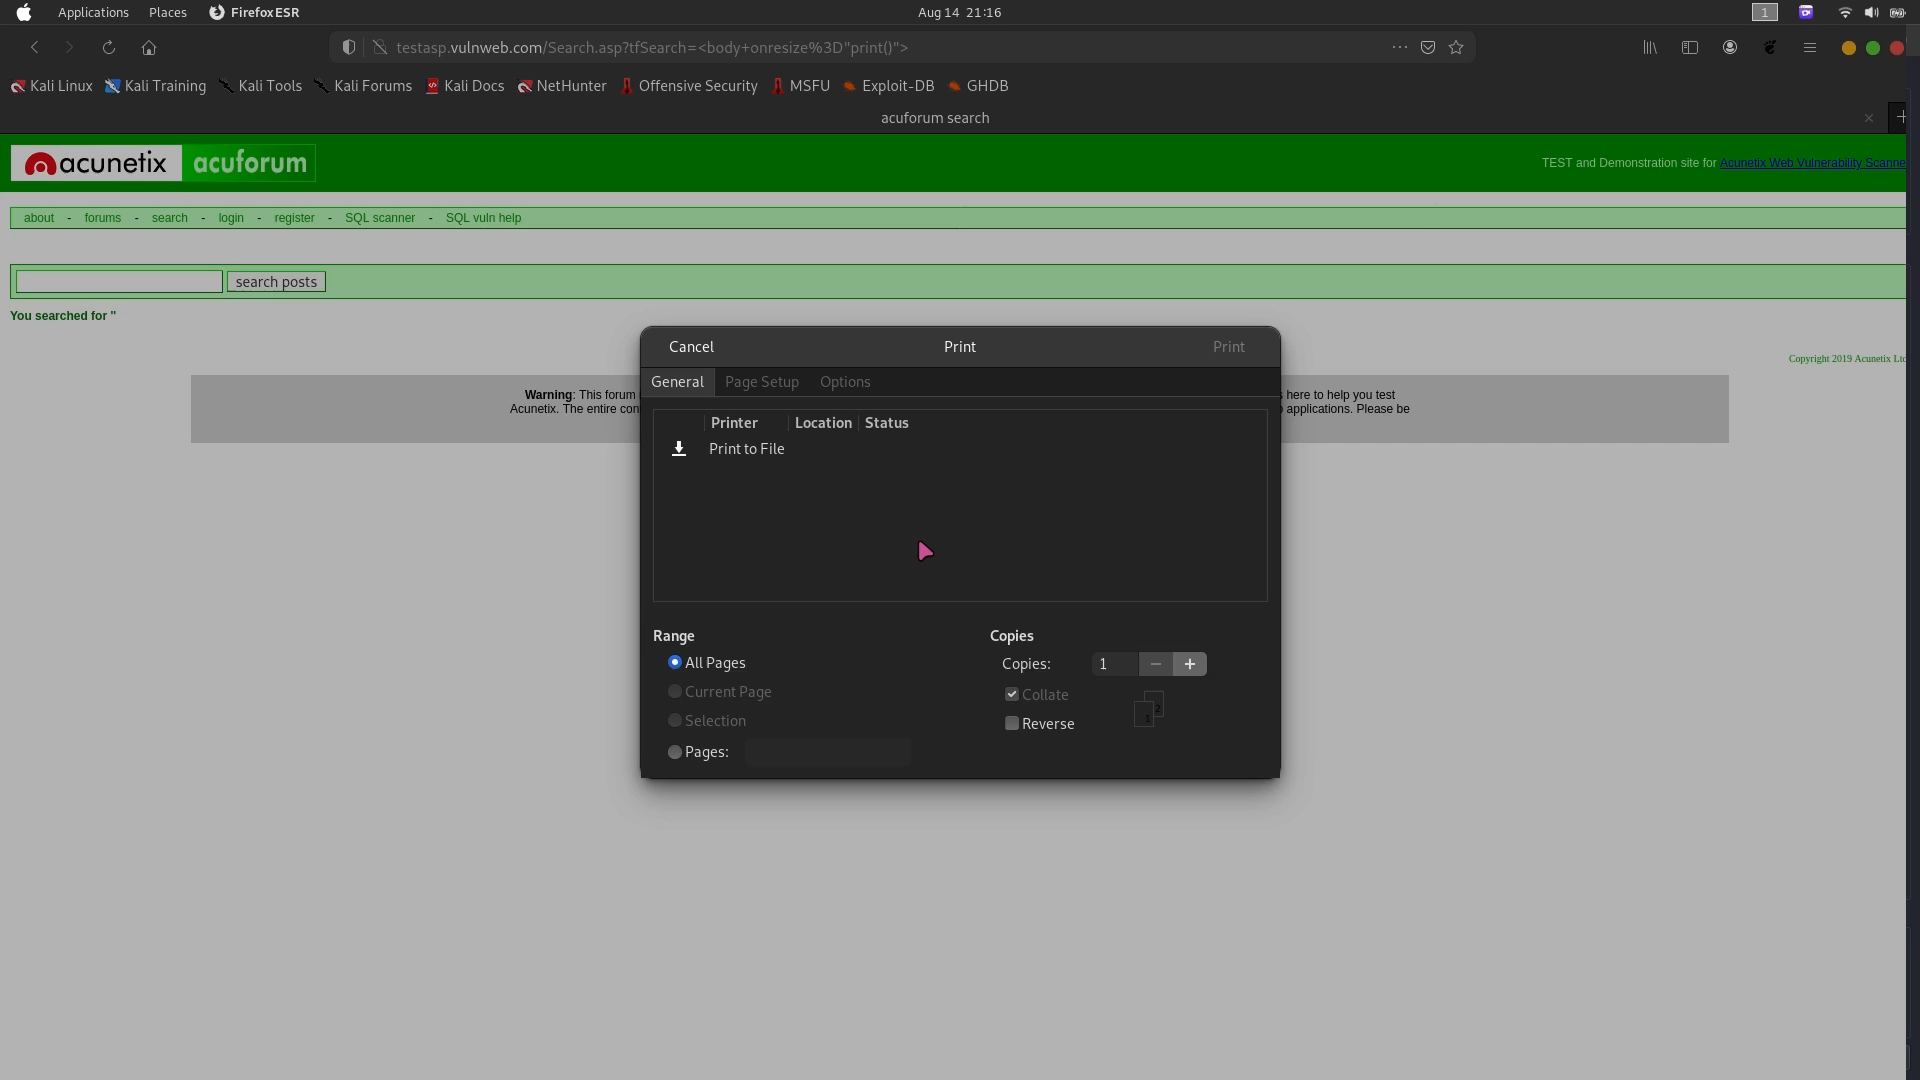 Applications Places Firefox ESR Aug 14 21:16 1
testasp.vulnweb.com/Search.asp?tfSearch=<body+onresize%3D"print()">
Kali Linux Kali Training Kali Tools Kali Forums Kali Docs NetHunter Offensive Security MSFU Exploit-DB GHDB
acuforum search
acunetix acuforum TEST and Demonstration site for Acunetix Web Vulnerability Scanne
about - forums - search - login - register - SQL scanner - SQL vuln help
search posts
You searched for ''
Copyright 2019 Acunetix Ltd
Warning: This forum
s here to help you test
Acunetix. The entire con
applications. Please be
Cancel Print Print
General Page Setup Options
Printer Location Status
Print to File
Range
All Pages
Current Page
Selection
Pages:
Copies
Copies: 1
Collate
Reverse
1
2